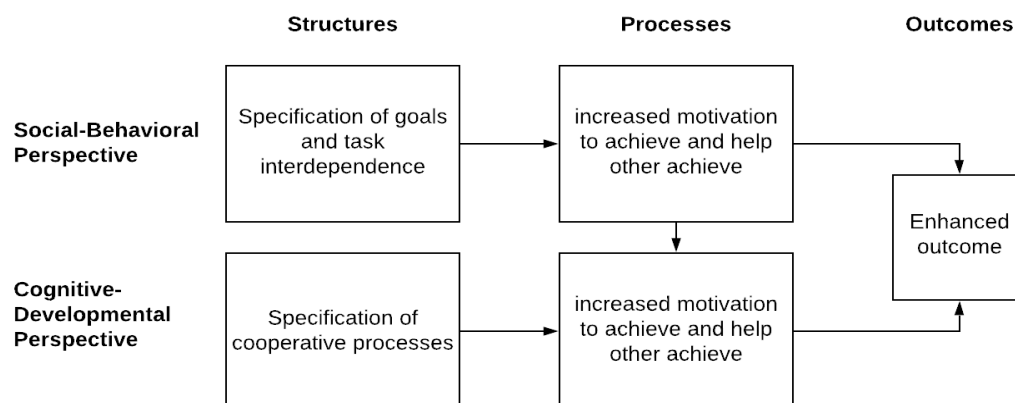 Structures
Processes
Outcomes
Social-Behavioral
Perspective
Specification of goals
and task
interdependence
increased motivation
to achieve and help
other achieve
Enhanced
outcome
Cognitive-
Developmental
Perspective
Specification of
cooperative processes
increased motivation
to achieve and help
other achieve